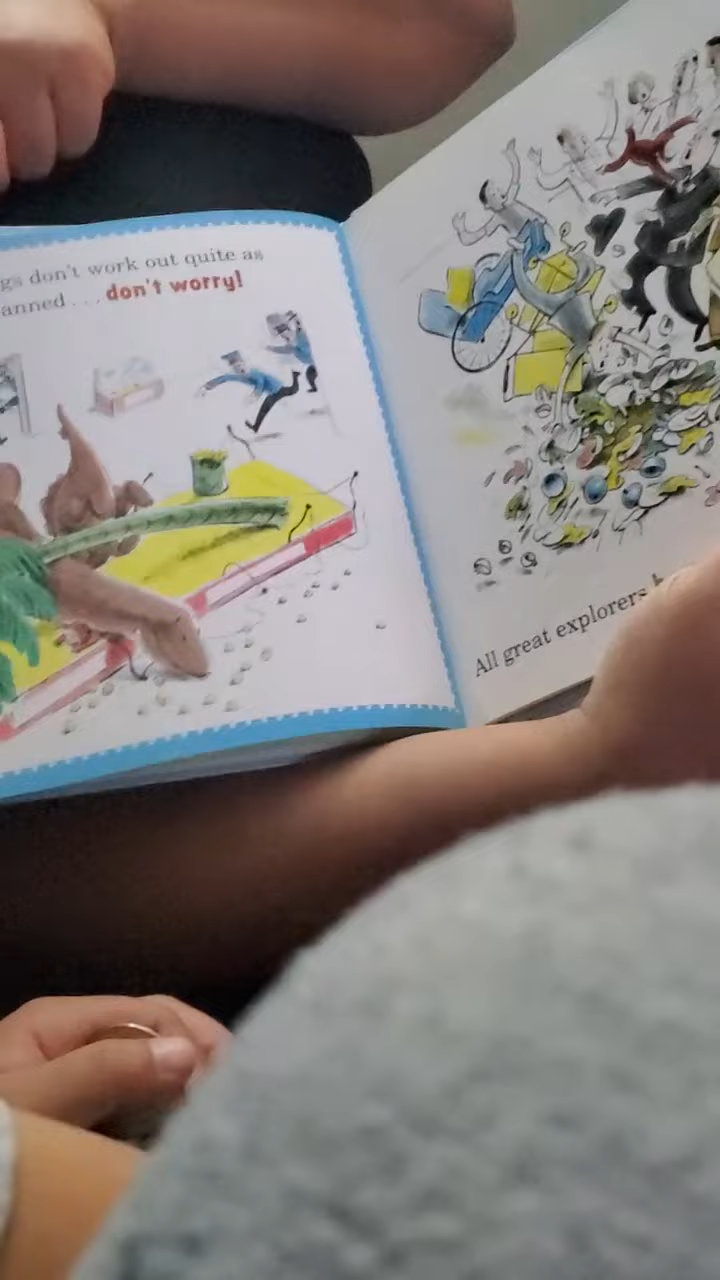 gs don't work out quite as
anned . . . don't worry!
All great explorers